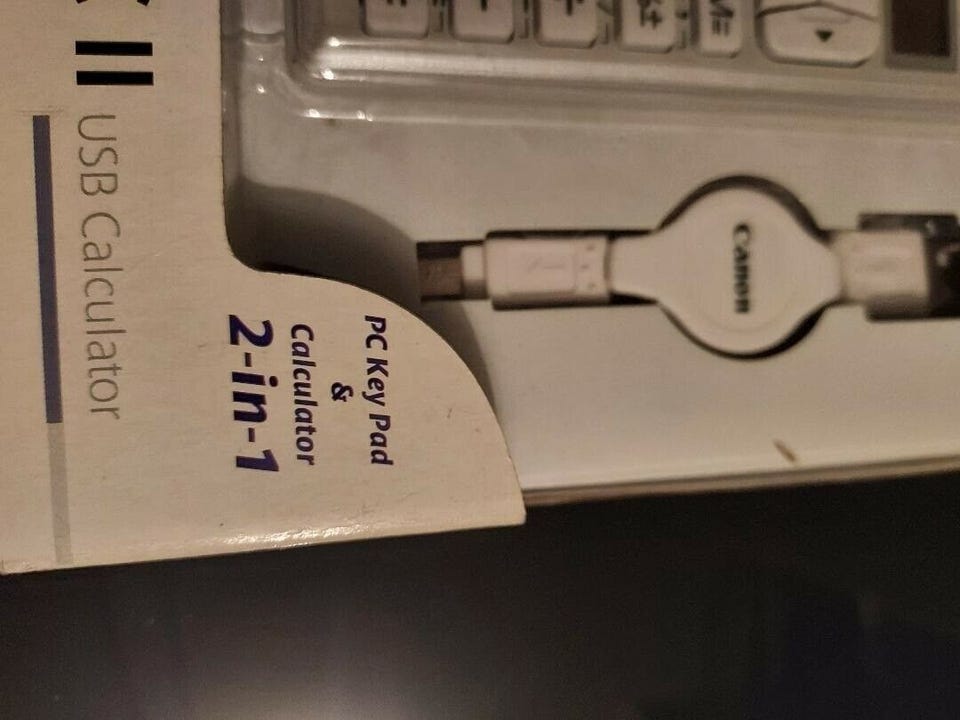 II
USB Calculator
PC Key Pad
&
Calculator
2-in-1
Canon